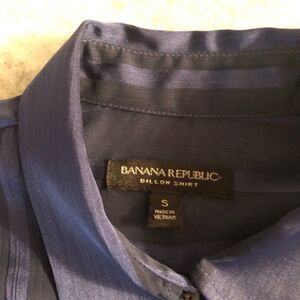 BANANA REPUBLIC
DILLON SHIRT
S
MADE IN
VIETNAM